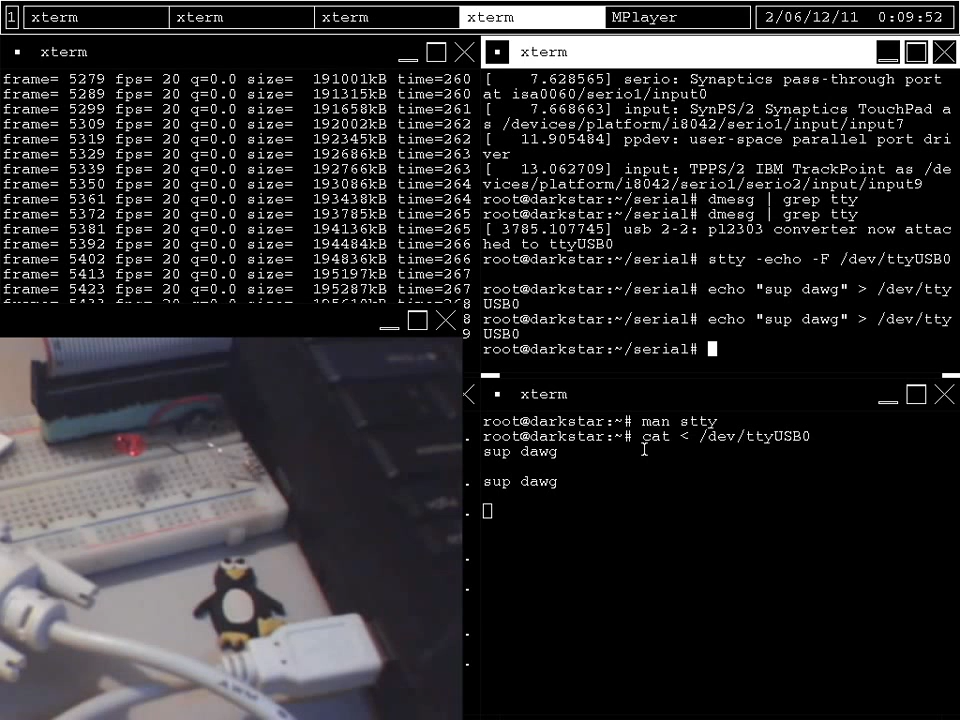 1 xterm xterm xterm xterm MPlayer 2/06/12/11 0:09:52
xterm
frame= 5279 fps= 20 q=0.0 size= 191001kB time=260
frame= 5289 fps= 20 q=0.0 size= 191315kB time=260
frame= 5299 fps= 20 q=0.0 size= 191658kB time=261
frame= 5309 fps= 20 q=0.0 size= 192002kB time=262
frame= 5319 fps= 20 q=0.0 size= 192345kB time=262
frame= 5329 fps= 20 q=0.0 size= 192686kB time=263
frame= 5339 fps= 20 q=0.0 size= 192766kB time=263
frame= 5350 fps= 20 q=0.0 size= 193086kB time=264
frame= 5361 fps= 20 q=0.0 size= 193438kB time=264
frame= 5372 fps= 20 q=0.0 size= 193785kB time=265
frame= 5381 fps= 20 q=0.0 size= 194136kB time=265
frame= 5392 fps= 20 q=0.0 size= 194484kB time=266
frame= 5402 fps= 20 q=0.0 size= 194836kB time=266
frame= 5413 fps= 20 q=0.0 size= 195197kB time=267
frame= 5423 fps= 20 q=0.0 size= 195287kB time=267
8
9
xterm
[ 7.628565] serio: Synaptics pass-through port
at isa0060/serio1/input0
[ 7.668663] input: SynPS/2 Synaptics TouchPad a
s /devices/platform/i8042/serio1/input/input7
[ 11.905484] ppdev: user-space parallel port dri
ver
[ 13.062709] input: TPPS/2 IBM TrackPoint as /de
vices/platform/i8042/serio1/serio2/input/input9
root@darkstar:~/serial# dmesg | grep tty
root@darkstar:~/serial# dmesg | grep tty
[ 3785.107745] usb 2-2: pl2303 converter now attac
hed to ttyUSB0
root@darkstar:~/serial# stty -echo -F /dev/ttyUSB0
root@darkstar:~/serial# echo "sup dawg" > /dev/tty
USB0
root@darkstar:~/serial# echo "sup dawg" > /dev/tty
USB0
root@darkstar:~/serial#
xterm
root@darkstar:~# man stty
root@darkstar:~# cat < /dev/ttyUSB0
sup dawg
sup dawg